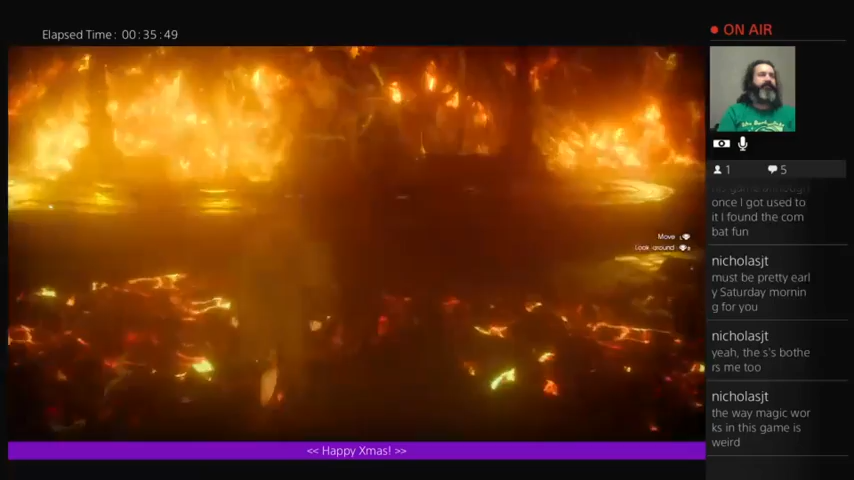 Elapsed Time: 00:35:49
ON AIR
1
5
once I got used to
it I found the com
bat fun
nicholasjt
must be pretty earl
y Saturday mornin
g for you
nicholasjt
yeah, the s's bothe
rs me too
nicholasjt
the way magic wor
ks in this game is
weird
Move
Look around
<< Happy Xmas! >>